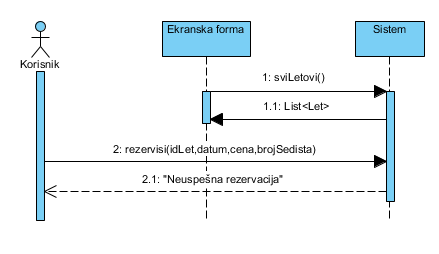 Ekranska forma
Sistem
Korisnik
1: sviLetovi()
1.1: List<Let>
2: rezervisi(idLet,datum,cena,brojSedista)
2.1: "Neuspešna rezervacija"